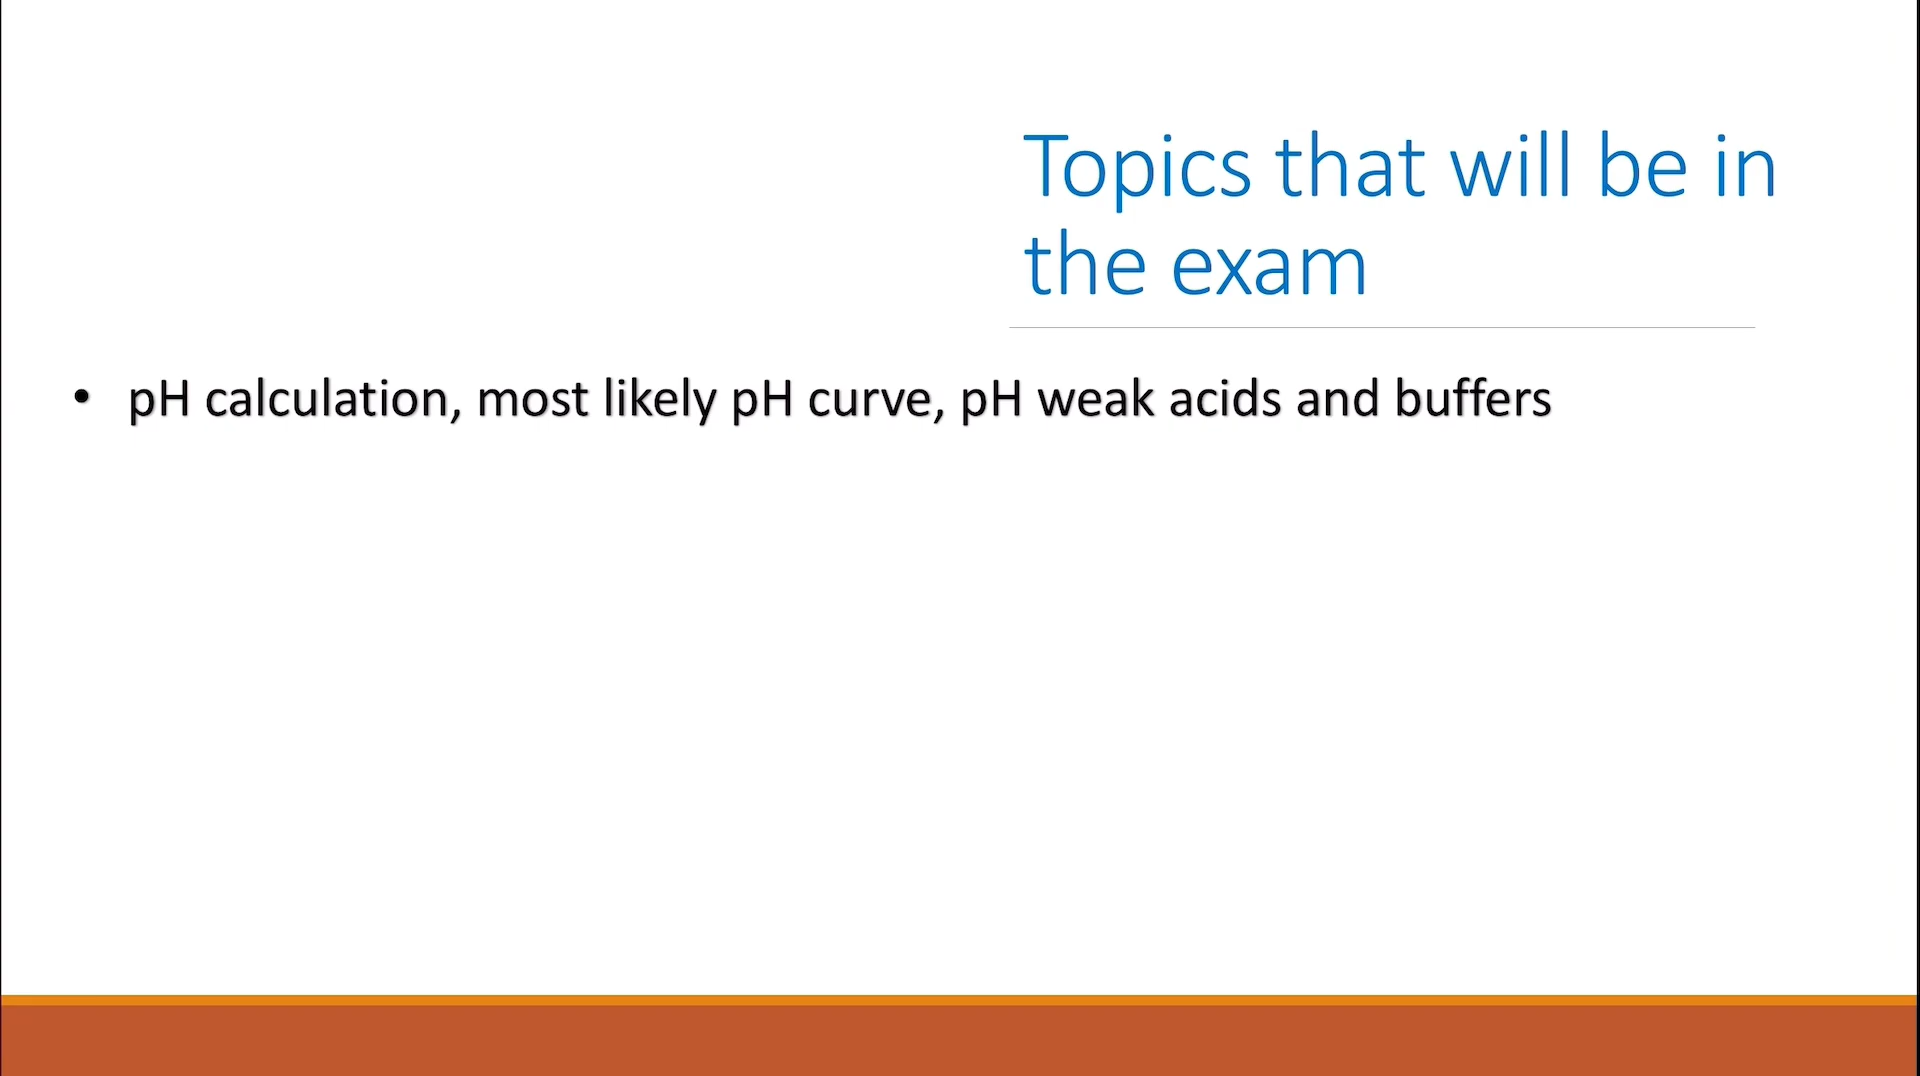 Topics that will be in
the exam
• pH calculation, most likely pH curve, pH weak acids and buffers